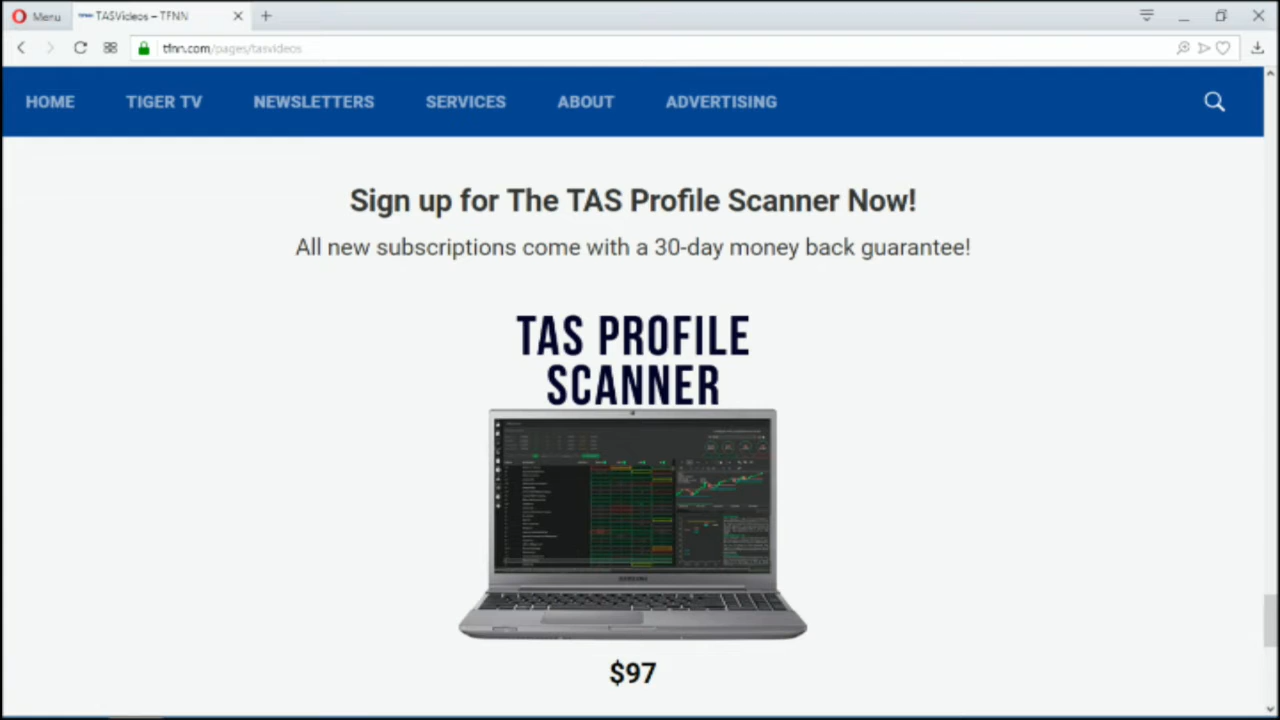 Menu
TASVideos – TFNN
tfnn.com/pages/tasvideos
HOME
TIGER TV
NEWSLETTERS
SERVICES
ABOUT
ADVERTISING
Sign up for The TAS Profile Scanner Now!
All new subscriptions come with a 30-day money back guarantee!
TAS PROFILE
SCANNER
SAMSUNG
$97